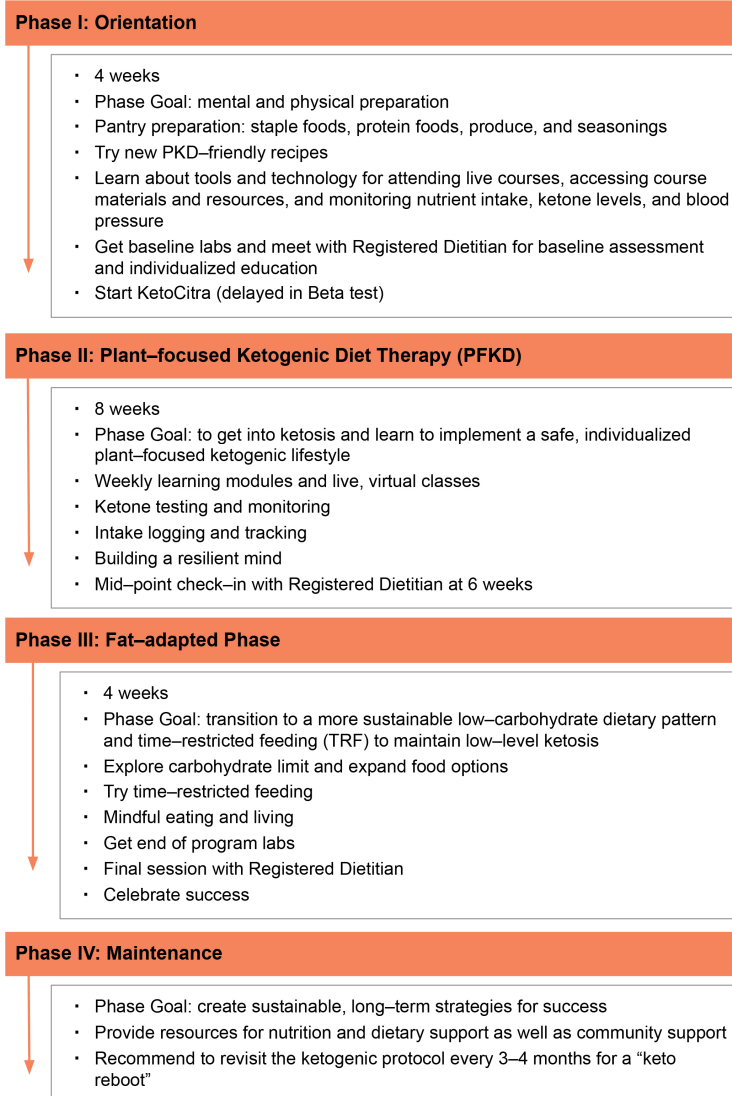 Phase I: Orientation
▪ 4 weeks
▪ Phase Goal: mental and physical preparation
▪ Pantry preparation: staple foods, protein foods, produce, and seasonings
▪ Try new PKD–friendly recipes
▪ Learn about tools and technology for attending live courses, accessing course
materials and resources, and monitoring nutrient intake, ketone levels, and blood
pressure
▪ Get baseline labs and meet with Registered Dietitian for baseline assessment
and individualized education
▪ Start KetoCitra (delayed in Beta test)
Phase II: Plant–focused Ketogenic Diet Therapy (PFKD)
▪ 8 weeks
▪ Phase Goal: to get into ketosis and learn to implement a safe, individualized
plant–focused ketogenic lifestyle
▪ Weekly learning modules and live, virtual classes
▪ Ketone testing and monitoring
▪ Intake logging and tracking
▪ Building a resilient mind
▪ Mid–point check–in with Registered Dietitian at 6 weeks
Phase III: Fat–adapted Phase
▪ 4 weeks
▪ Phase Goal: transition to a more sustainable low–carbohydrate dietary pattern
and time–restricted feeding (TRF) to maintain low–level ketosis
▪ Explore carbohydrate limit and expand food options
▪ Try time–restricted feeding
▪ Mindful eating and living
▪ Get end of program labs
▪ Final session with Registered Dietitian
▪ Celebrate success
Phase IV: Maintenance
▪ Phase Goal: create sustainable, long–term strategies for success
▪ Provide resources for nutrition and dietary support as well as community support
▪ Recommend to revisit the ketogenic protocol every 3–4 months for a “keto
reboot”